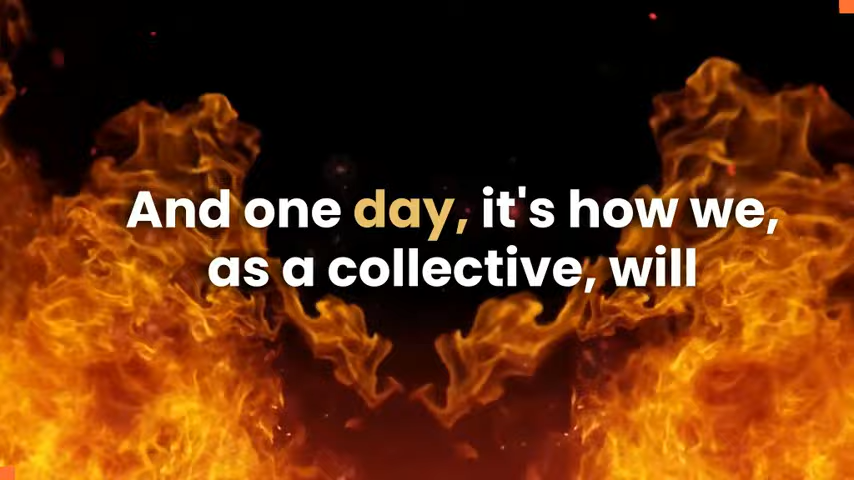 And one day, it's how we,
as a collective, will